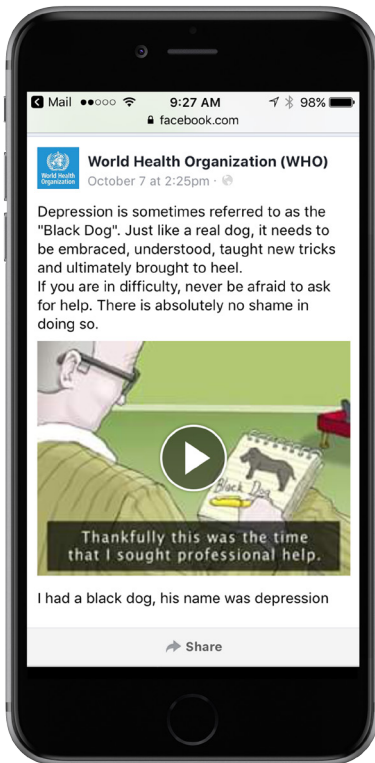 Mail 9:27 AM 98%
facebook.com
World Health Organization
World Health Organization (WHO)
October 7 at 2:25pm ·
Depression is sometimes referred to as the
"Black Dog". Just like a real dog, it needs to
be embraced, understood, taught new tricks
and ultimately brought to heel.
If you are in difficulty, never be afraid to ask
for help. There is absolutely no shame in
doing so.
Black Dog
Thankfully this was the time
that I sought professional help.
I had a black dog, his name was depression
Share